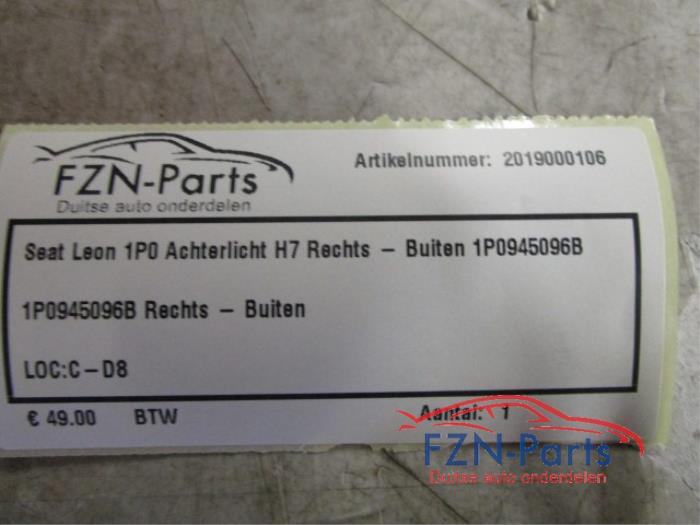 FZN-Parts
Duitse auto onderdelen
Artikelnummer: 2019000106
Seat Leon 1P0 Achterlicht H7 Rechts – Buiten 1P0945096B
1P0945096B Rechts – Buiten
LOC:C-D8
€ 49.00 BTW Aantal: 1
FZN-Parts
Duitse auto onderdelen